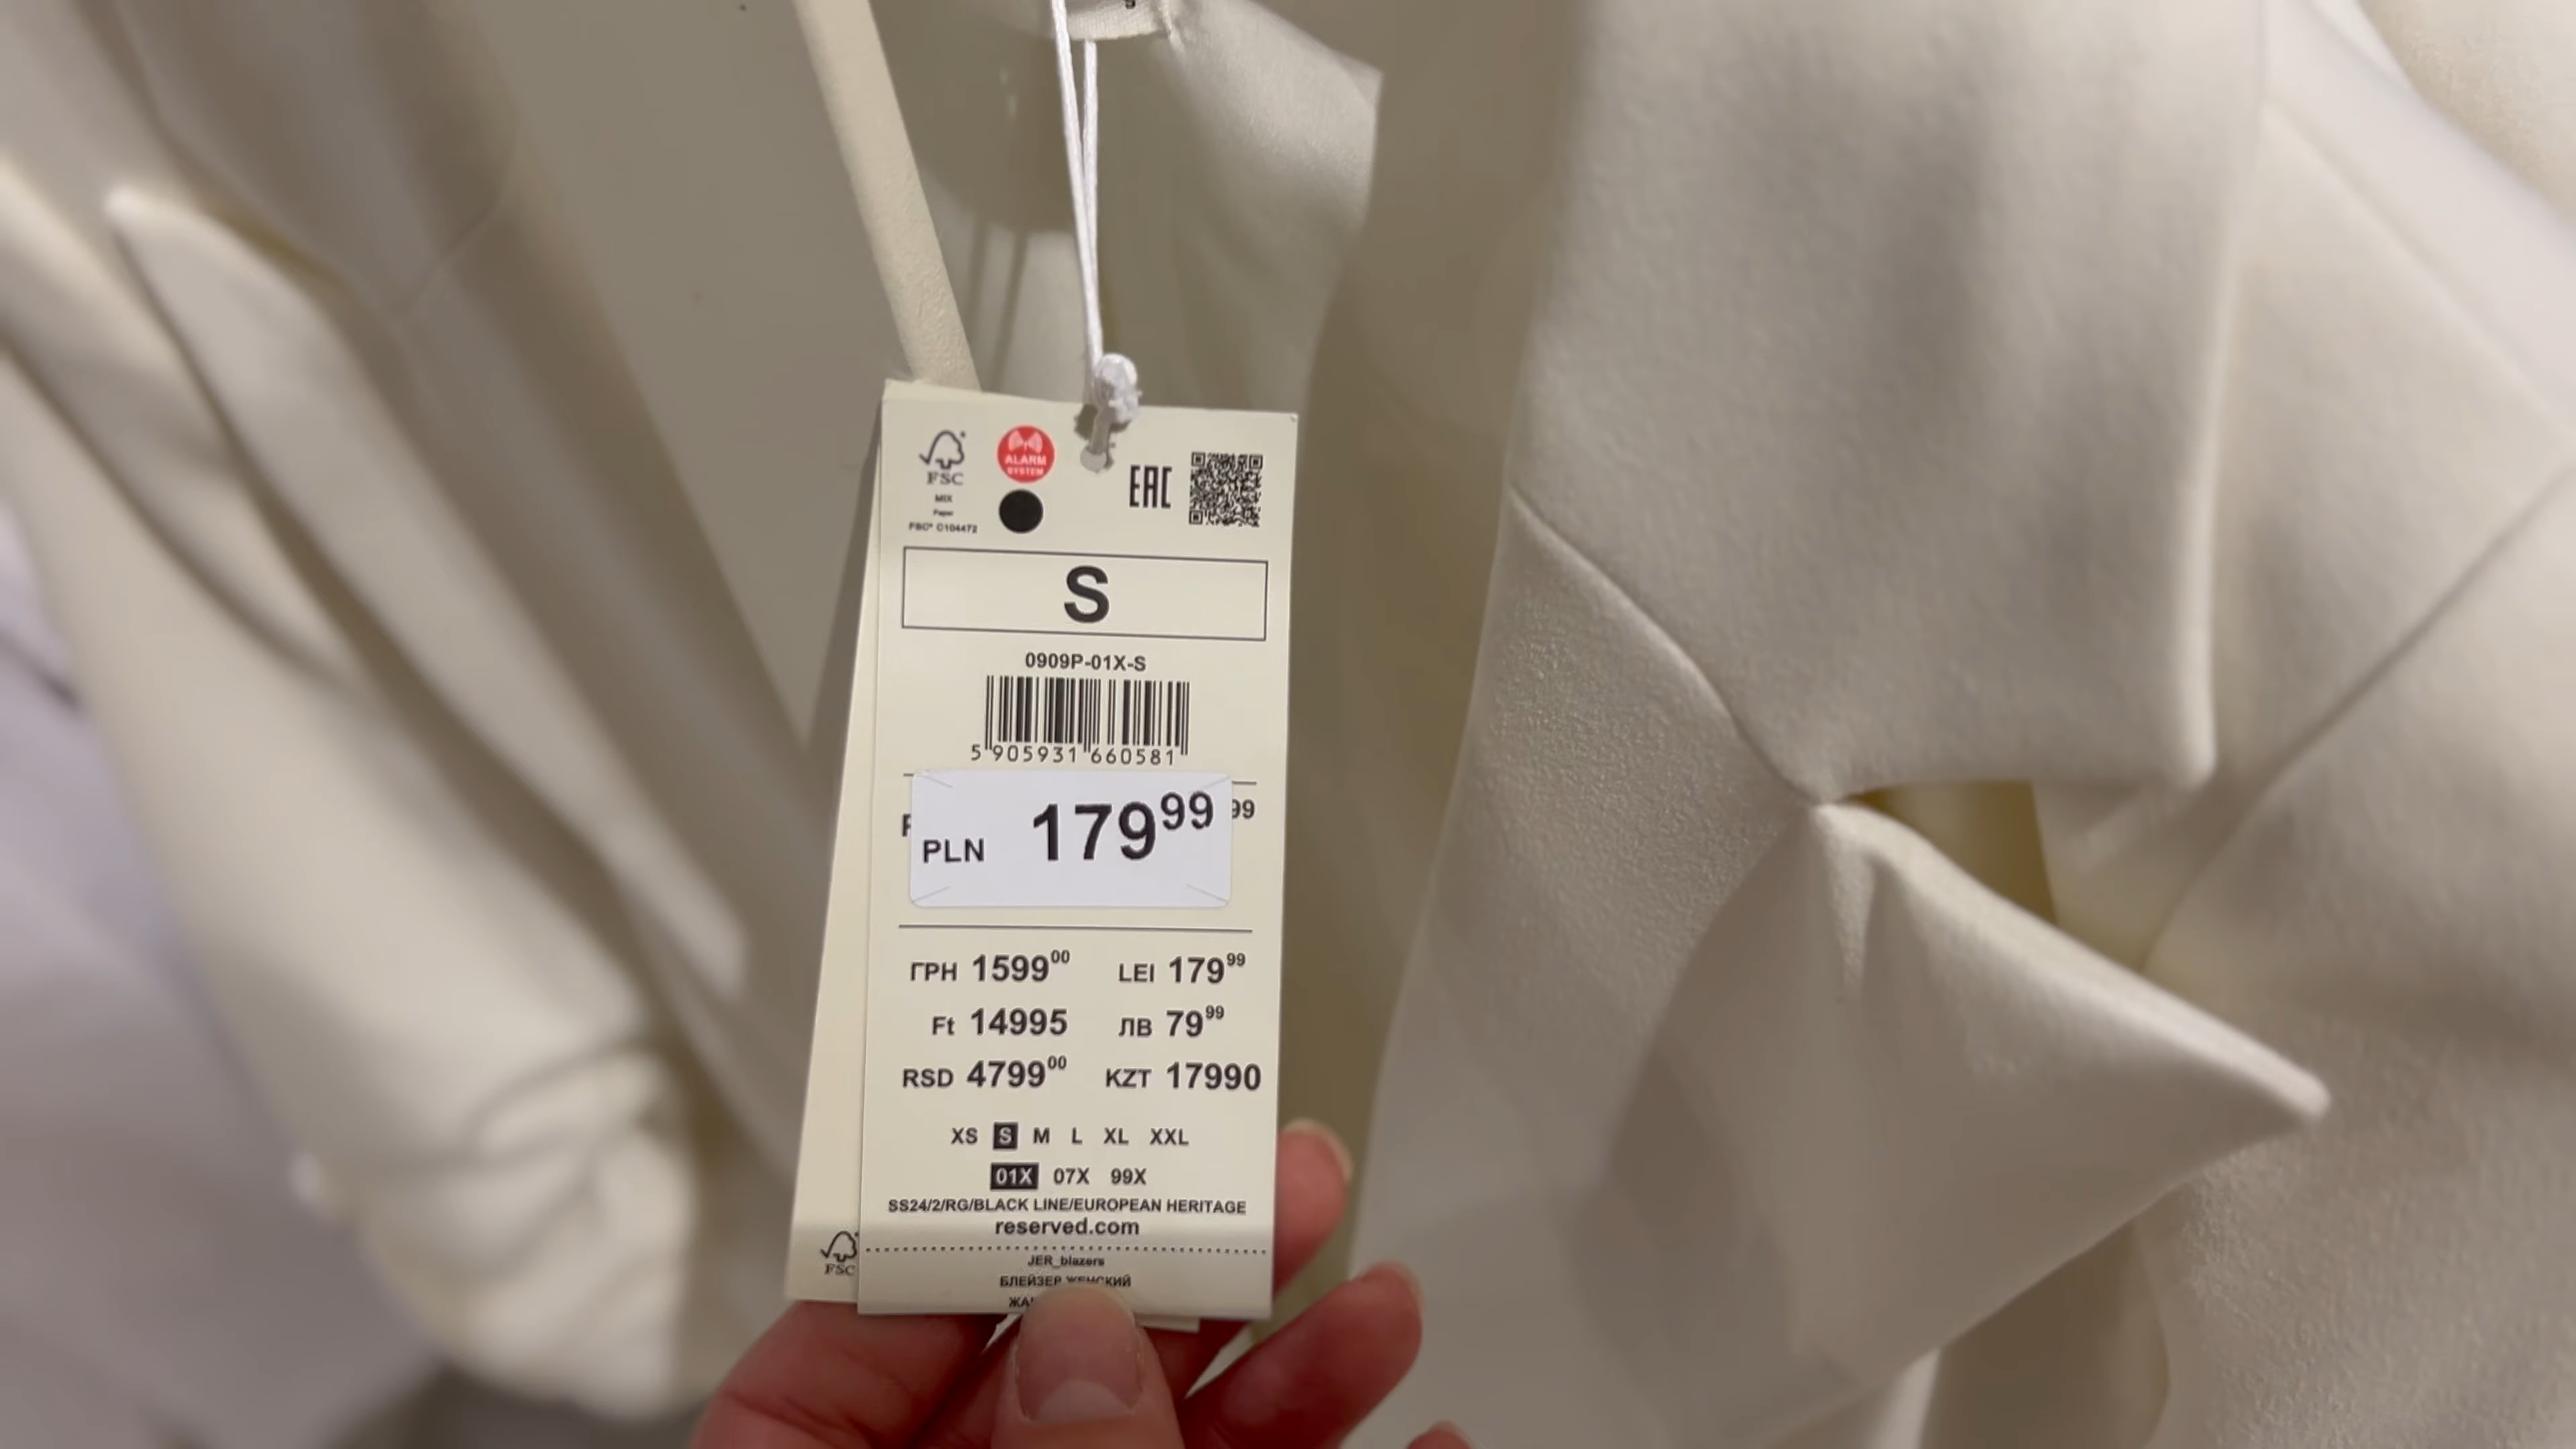 FSC
MIX
Paper
FSC® C104472
ALARM
SYSTEM
EAC
S
0909P-01X-S
5 905931 660581
99
PLN 179 99
ГРН 1599 00 LEI 179 99
Ft 14995 ЛВ 79 99
RSD 4799 00 KZT 17990
XS S M L XL XXL
01X 07X 99X
SS24/2/RG/BLACK LINE/EUROPEAN HERITAGE
reserved.com
JER_blazers
БЛЕЙЗЕР ЖЕНСКИЙ
FSC